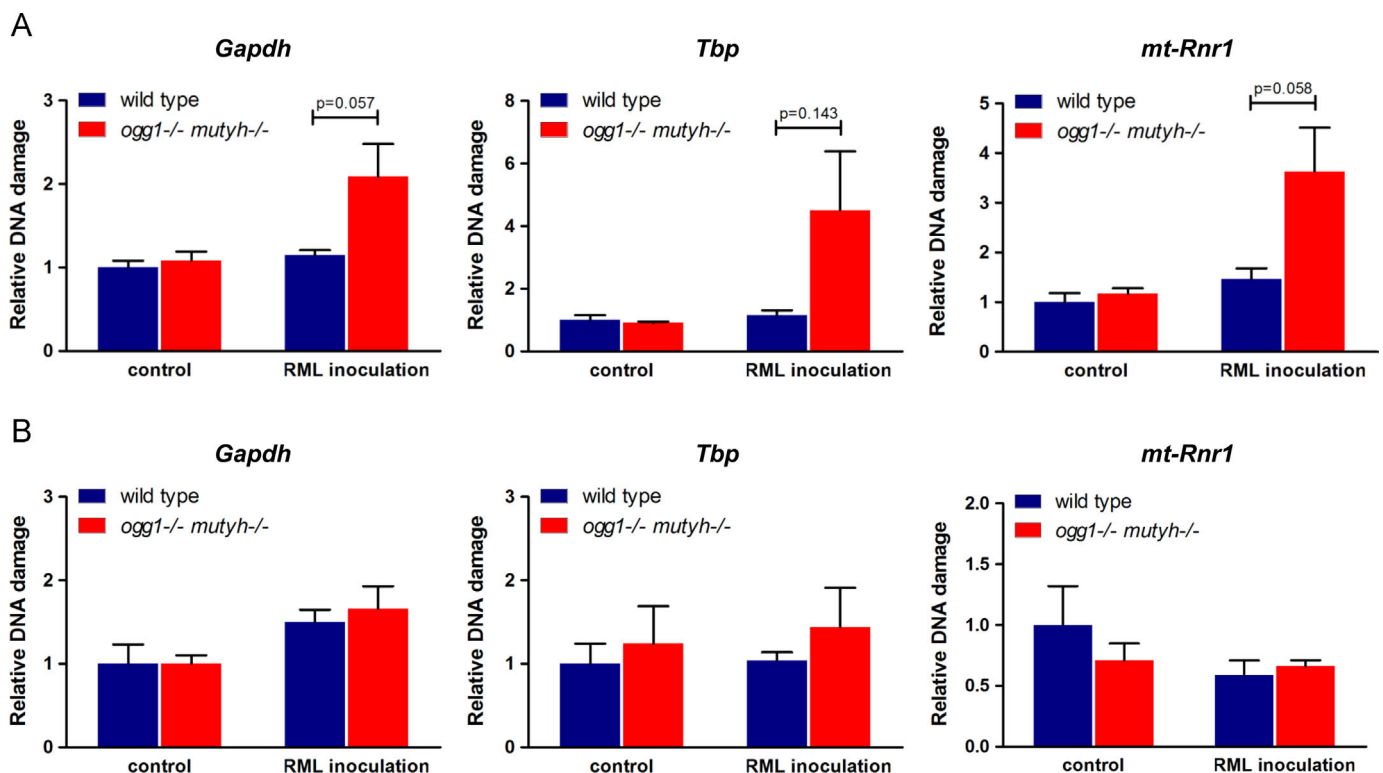 A
Gapdh
wild type
ogg1-/- mutyh-/-
p=0.057
Relative DNA damage
3
2
1
0
control
RML inoculation
Tbp
wild type
ogg1-/- mutyh-/-
p=0.143
Relative DNA damage
8
6
4
2
0
control
RML inoculation
mt-Rnr1
wild type
ogg1-/- mutyh-/-
p=0.058
Relative DNA damage
5
4
3
2
1
0
control
RML inoculation
B
Gapdh
wild type
ogg1-/- mutyh-/-
Relative DNA damage
3
2
1
0
control
RML inoculation
Tbp
wild type
ogg1-/- mutyh-/-
Relative DNA damage
3
2
1
0
control
RML inoculation
mt-Rnr1
wild type
ogg1-/- mutyh-/-
Relative DNA damage
2.0
1.5
1.0
0.5
0.0
control
RML inoculation